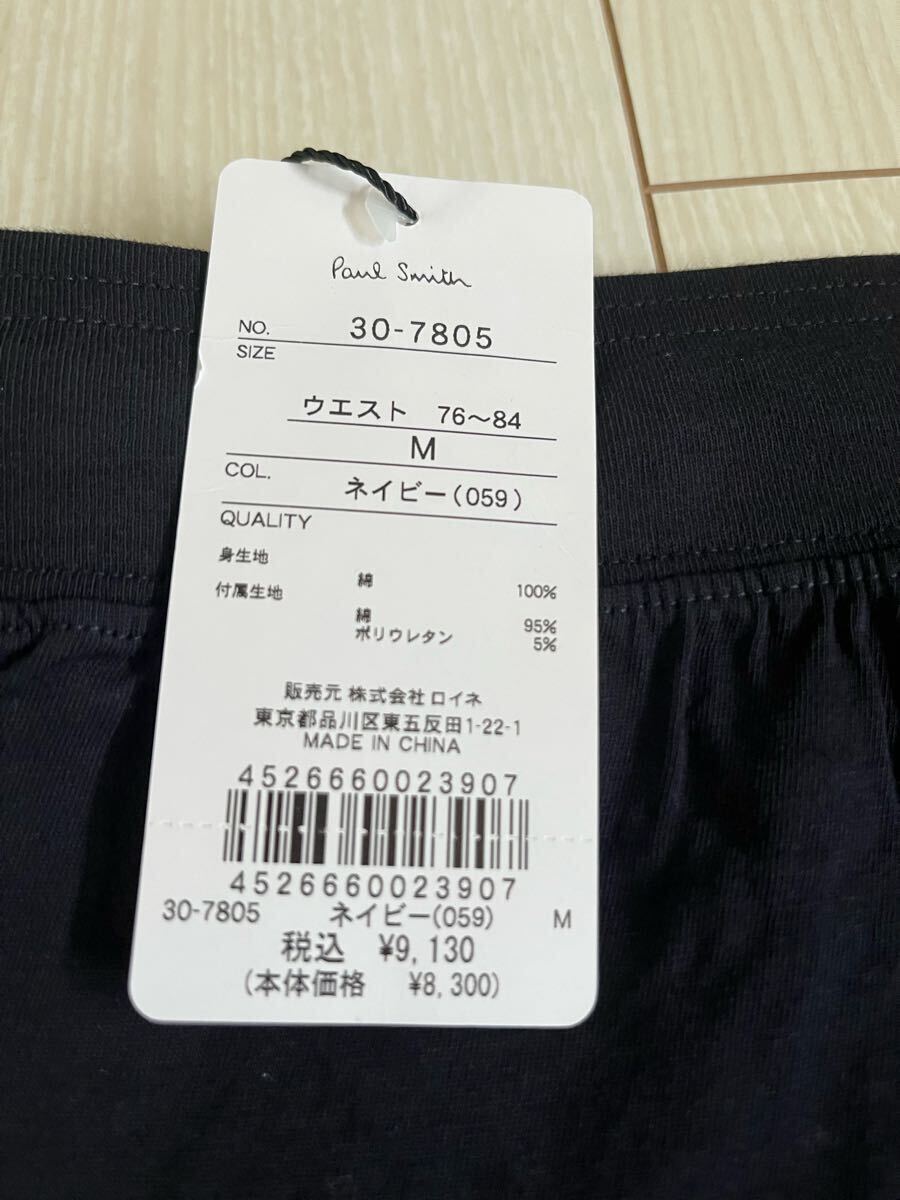 Paul Smith
NO. 30-7805
SIZE
ウエスト 76～84
M
COL. ネイビー(059)
QUALITY
身生地 綿 100%
付属生地 綿 95%
ポリウレタン 5%
販売元 株式会社 ロイネ
東京都品川区東五反田1-22-1
MADE IN CHINA
4526660023907
4526660023907
30-7805 ネイビー(059) M
税込 ¥9,130
(本体価格 ¥8,300)